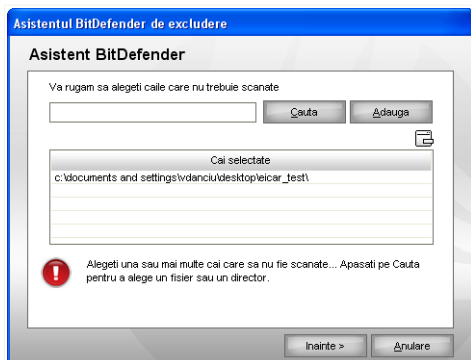 Asistentul BitDefender de excludere
Asistent BitDefender
Va rugam sa alegeti caile care nu trebuie scanate
Cauta
Adauga
Cai selectate
c:\documents and settings\vdanciu\desktop\eicar_test\
Alegeti una sau mai multe cai care sa nu fie scanate... Apasati pe Cauta
pentru a alege un fisier sau un director.
Inainte >
Anulare